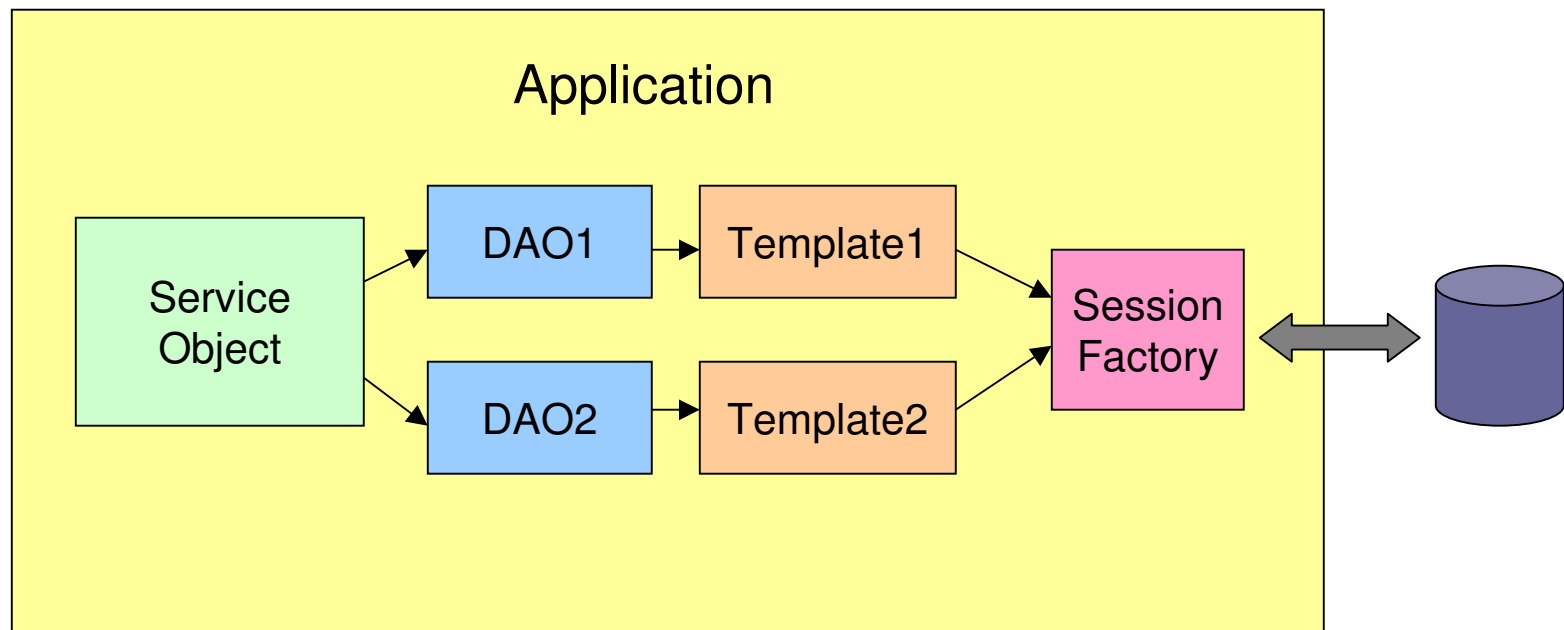 Application
DAO1
Template1
Service
Object
Session
Factory
DAO2
Template2